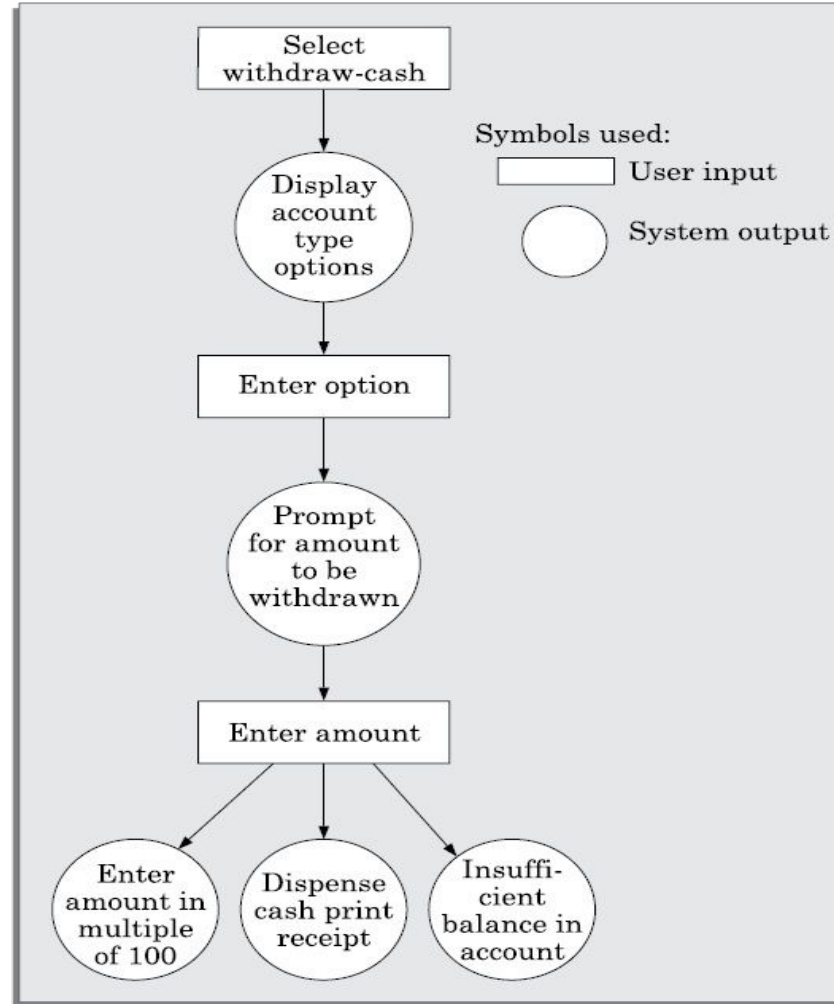 Select
withdraw-cash
Symbols used:
User input
System output
Display
account
type
options
Enter option
Prompt
for amount
to be
withdrawn
Enter amount
Enter
amount in
multiple
of 100
Dispense
cash print
receipt
Insuffi-
cient
balance in
account